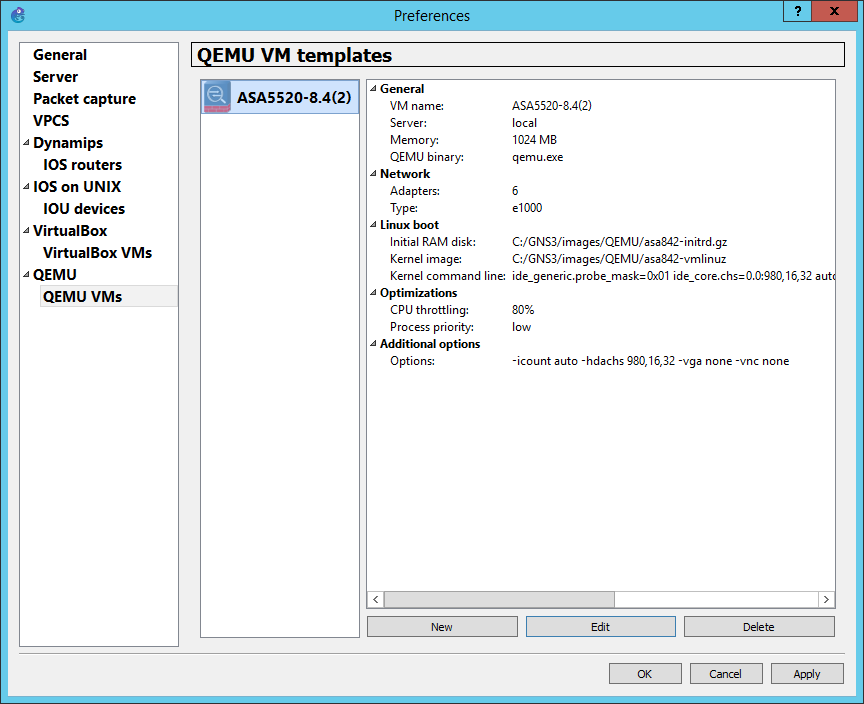 Preferences
?
x
General
Server
Packet capture
VPCS
Dynamips
IOS routers
IOS on UNIX
IOU devices
VirtualBox
VirtualBox VMs
QEMU
QEMU VMs
QEMU VM templates
ASA5520-8.4(2)
General
VM name: ASA5520-8.4(2)
Server: local
Memory: 1024 MB
QEMU binary: qemu.exe
Network
Adapters: 6
Type: e1000
Linux boot
Initial RAM disk: C:/GNS3/images/QEMU/asa842-initrd.gz
Kernel image: C:/GNS3/images/QEMU/asa842-vmlinuz
Kernel command line: ide_generic.probe_mask=0x01 ide_core.chs=0.0:980,16,32 auto
Optimizations
CPU throttling: 80%
Process priority: low
Additional options
Options: -icount auto -hdachs 980,16,32 -vga none -vnc none
New Edit Delete
OK Cancel Apply